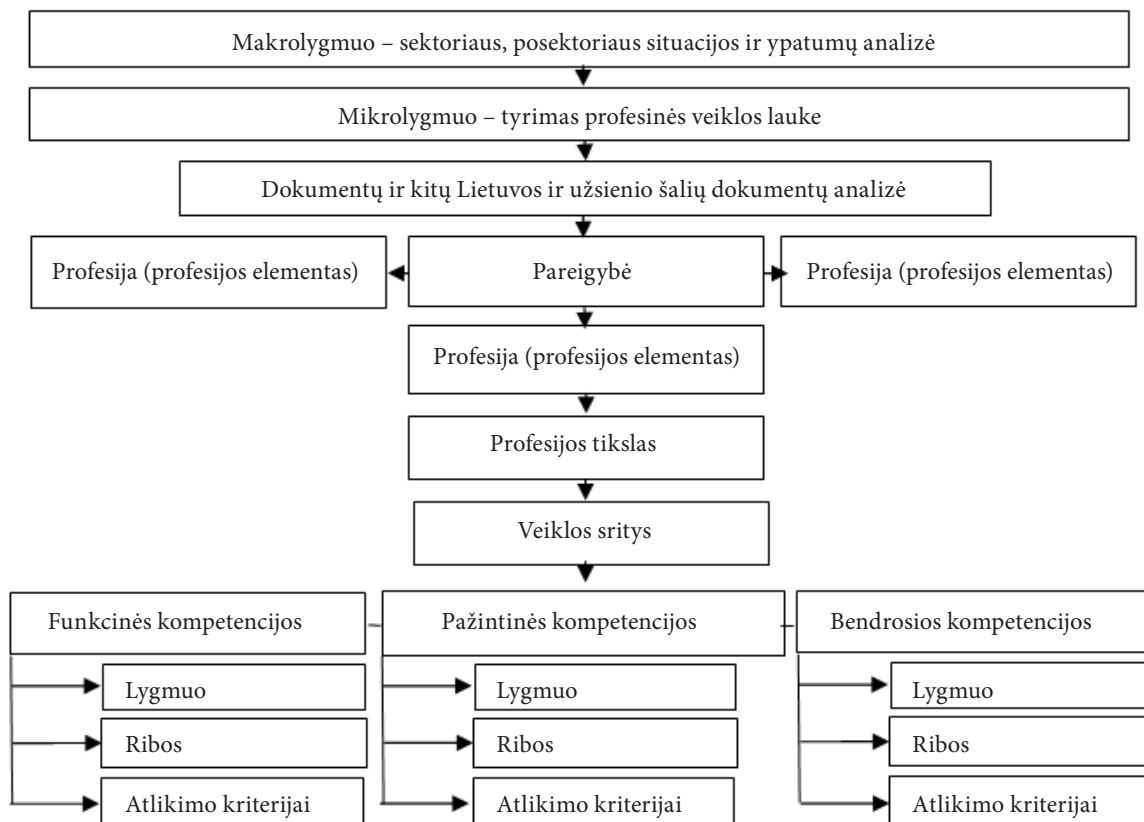 Makrolygmuo – sektoriaus, posektoriaus situacijos ir ypatumų analizė
Mikrolygmuo – tyrimas profesinės veiklos lauke
Dokumentų ir kitų Lietuvos ir užsienio šalių dokumentų analizė
Profesija (profesijos elementas)
Pareigybė
Profesija (profesijos elementas)
Profesija (profesijos elementas)
Profesijos tikslas
Veiklos sritys
Funkcinės kompetencijos
Pažintinės kompetencijos
Bendrosios kompetencijos
Lygmuo
Lygmuo
Lygmuo
Ribos
Ribos
Ribos
Atlikimo kriterijai
Atlikimo kriterijai
Atlikimo kriterijai